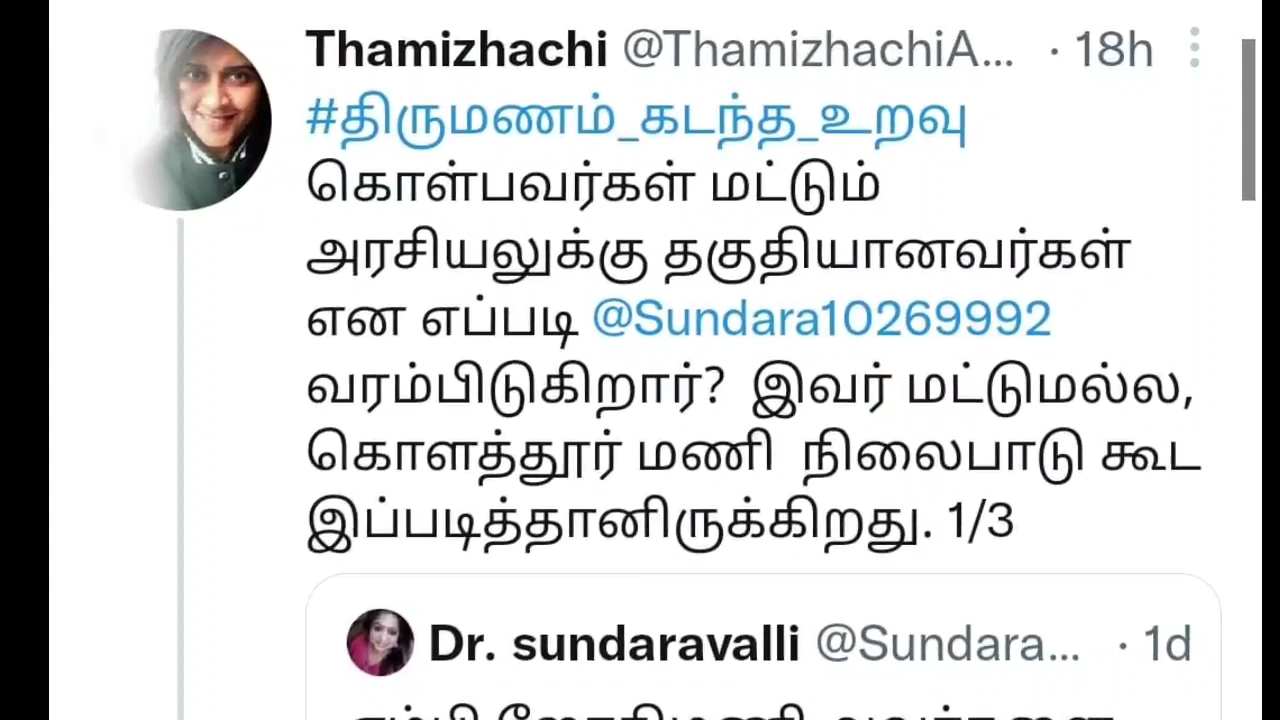 Thamizhachi @ThamizhachiA... · 18h
#திருமணம்_கடந்த_உறவு
கொள்பவர்கள் மட்டும்
அரசியலுக்கு தகுதியானவர்கள்
என எப்படி @Sundara10269992
வரம்பிடுகிறார்? இவர் மட்டுமல்ல,
கொளத்தூர் மணி நிலைபாடு கூட
இப்படித்தானிருக்கிறது. 1/3
Dr. sundaravalli @Sundara... · 1d